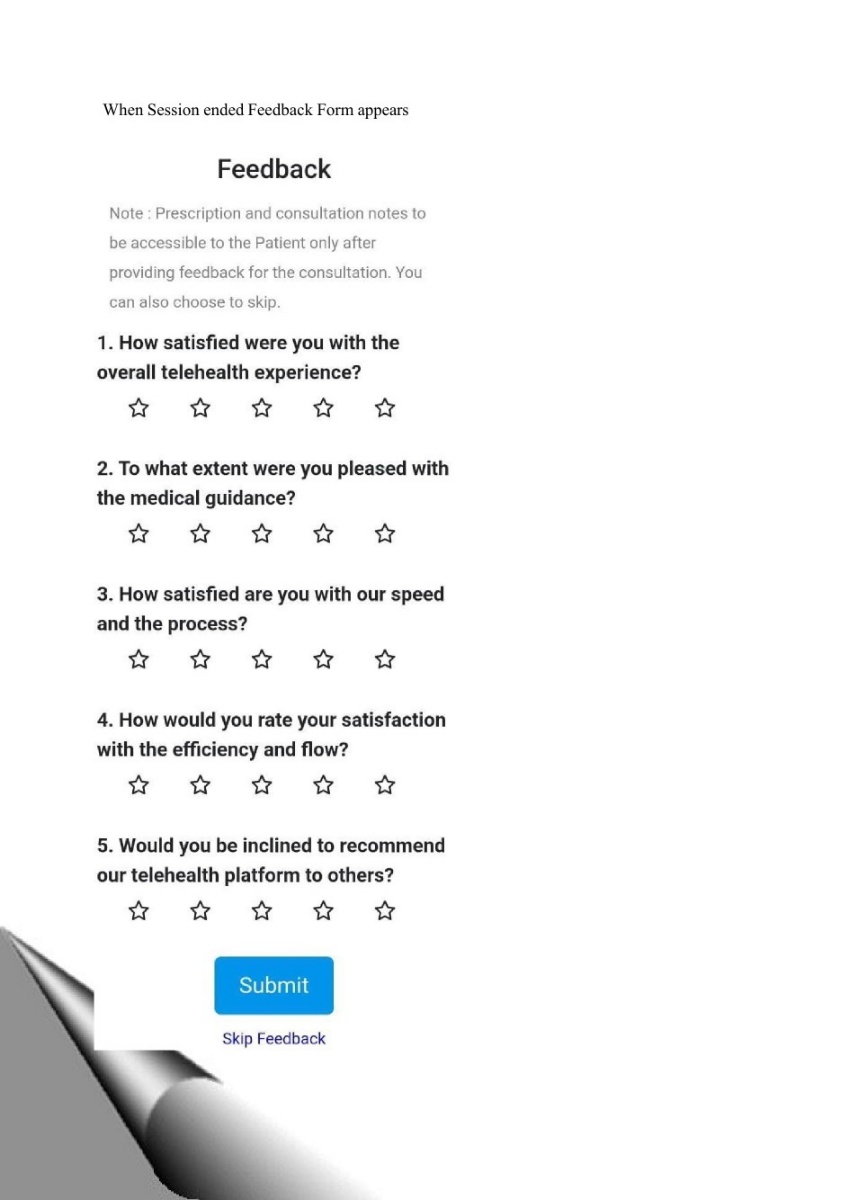 When Session ended Feedback Form appears
Feedback
Note : Prescription and consultation notes to
be accessible to the Patient only after
providing feedback for the consultation. You
can also choose to skip.
1. How satisfied were you with the
overall telehealth experience?
2. To what extent were you pleased with
the medical guidance?
3. How satisfied are you with our speed
and the process?
4. How would you rate your satisfaction
with the efficiency and flow?
5. Would you be inclined to recommend
our telehealth platform to others?
Submit
Skip Feedback